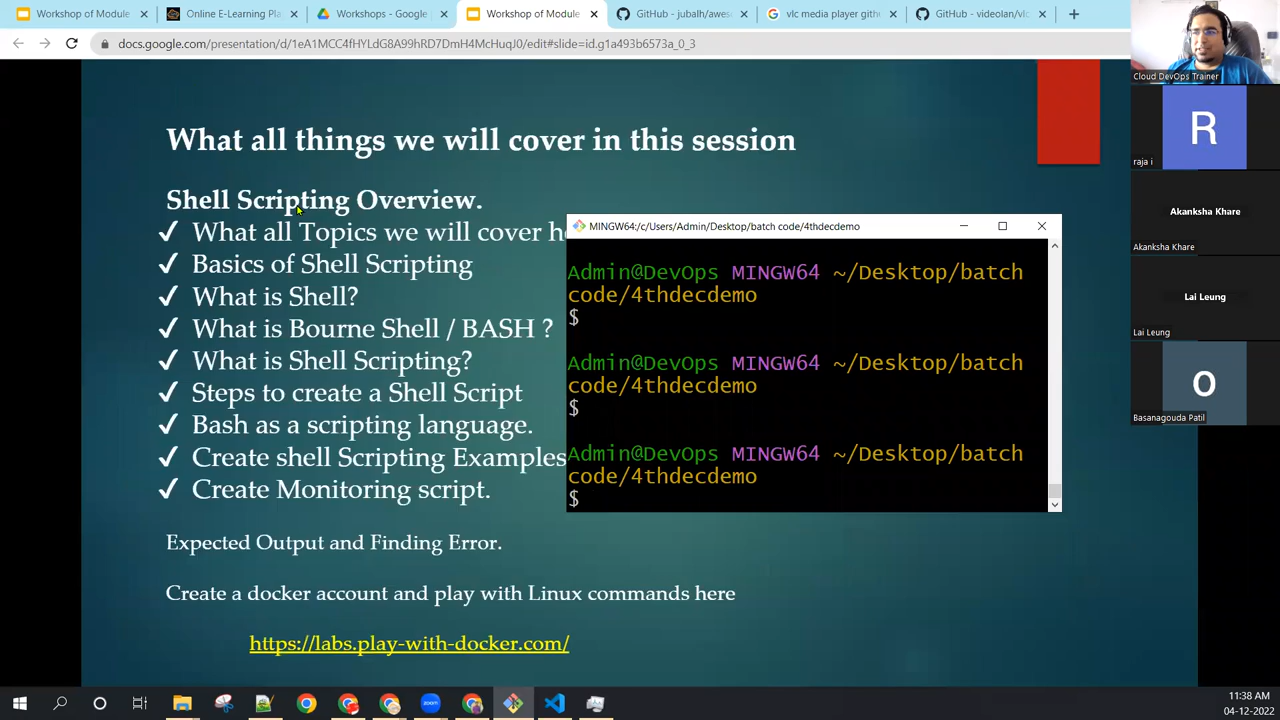 Workshop of Module
Online E-Learning Pla
Workshops - Google
Workshop of Module
GitHub - jubalh/awes
vlc media player githu
GitHub - videolan/vlc
docs.google.com/presentation/d/1eA1MCC4fHYLdG8A99hRD7DmH4McHuqI0/edit#slide=id.g1a493b6573a_0_3
Cloud DevOps Trainer
What all things we will cover in this session
Shell Scripting Overview.
✓ What all Topics we will cover he
✓ Basics of Shell Scripting
✓ What is Shell?
✓ What is Bourne Shell / BASH ?
✓ What is Shell Scripting?
✓ Steps to create a Shell Script
✓ Bash as a scripting language.
✓ Create shell Scripting Examples
✓ Create Monitoring script.
Expected Output and Finding Error.
Create a docker account and play with Linux commands here
https://labs.play-with-docker.com/
MINGW64:/c/Users/Admin/Desktop/batch code/4thdecdemo
Admin@DevOps MINGW64 ~/Desktop/batch
code/4thdecdemo
$
Admin@DevOps MINGW64 ~/Desktop/batch
code/4thdecdemo
$
Admin@DevOps MINGW64 ~/Desktop/batch
code/4thdecdemo
$
R
raja i
Akanksha Khare
Akanksha Khare
Lai Leung
Lai Leung
O
Basanagouda Patil
zoom
11:38 AM
04-12-2022